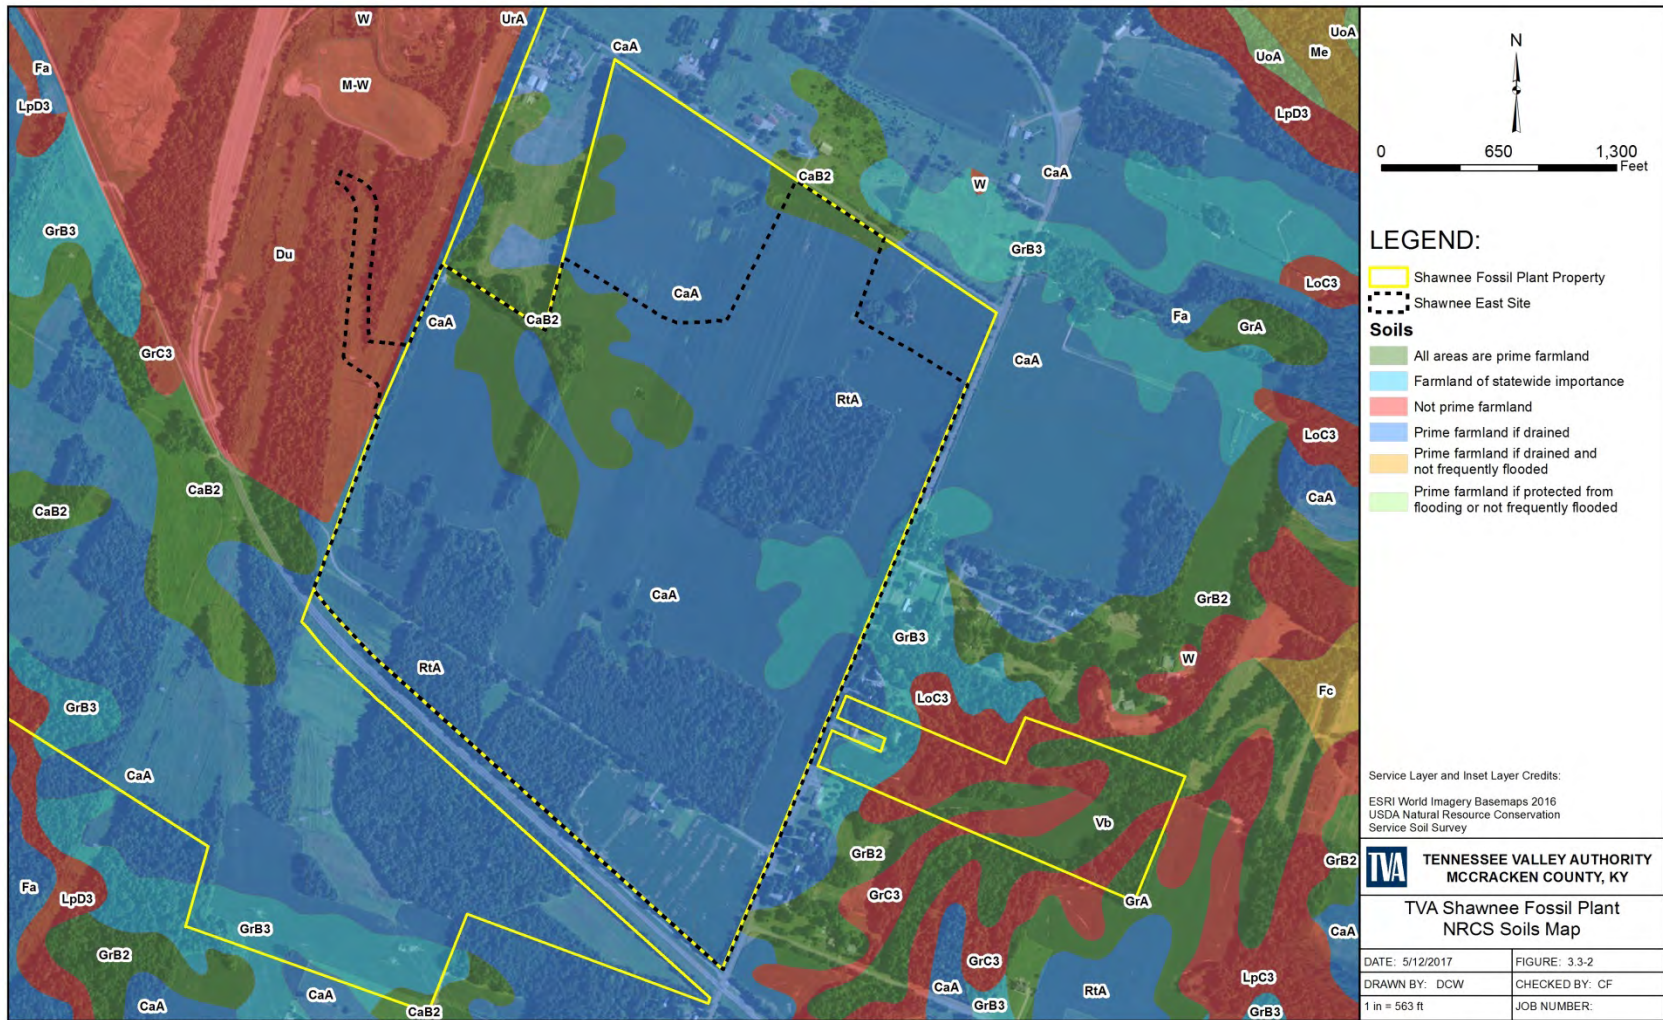 W
UrA
CaA
UoA
Me
UoA
Fa
LpD3
M-W
LpD3
CaA
CaB2
W
GrB3
Du
GrB3
LoC3
CaA
Fa
GrA
CaA
CaB2
CaA
GrC3
RtA
LoC3
CaB2
CaB2
CaA
CaA
GrB2
GrB3
RtA
W
LoC3
Fc
GrB3
CaA
Vb
GrB2
GrB2
Fa
LpD3
GrC3
GrA
GrB3
CaA
GrB2
GrC3
LpC3
CaA
CaA
CaB2
CaA
GrB3
RtA
GrB3
N
0 650 1,300
Feet
LEGEND:
Shawnee Fossil Plant Property
Shawnee East Site
Soils
All areas are prime farmland
Farmland of statewide importance
Not prime farmland
Prime farmland if drained
Prime farmland if drained and
not frequently flooded
Prime farmland if protected from
flooding or not frequently flooded
Service Layer and Inset Layer Credits:
ESRI World Imagery Basemaps 2016
USDA Natural Resource Conservation
Service Soil Survey
TVA
TENNESSEE VALLEY AUTHORITY
MCCRACKEN COUNTY, KY
TVA Shawnee Fossil Plant
NRCS Soils Map
DATE: 5/12/2017 FIGURE: 3.3-2
DRAWN BY: DCW CHECKED BY: CF
1 in = 563 ft JOB NUMBER: